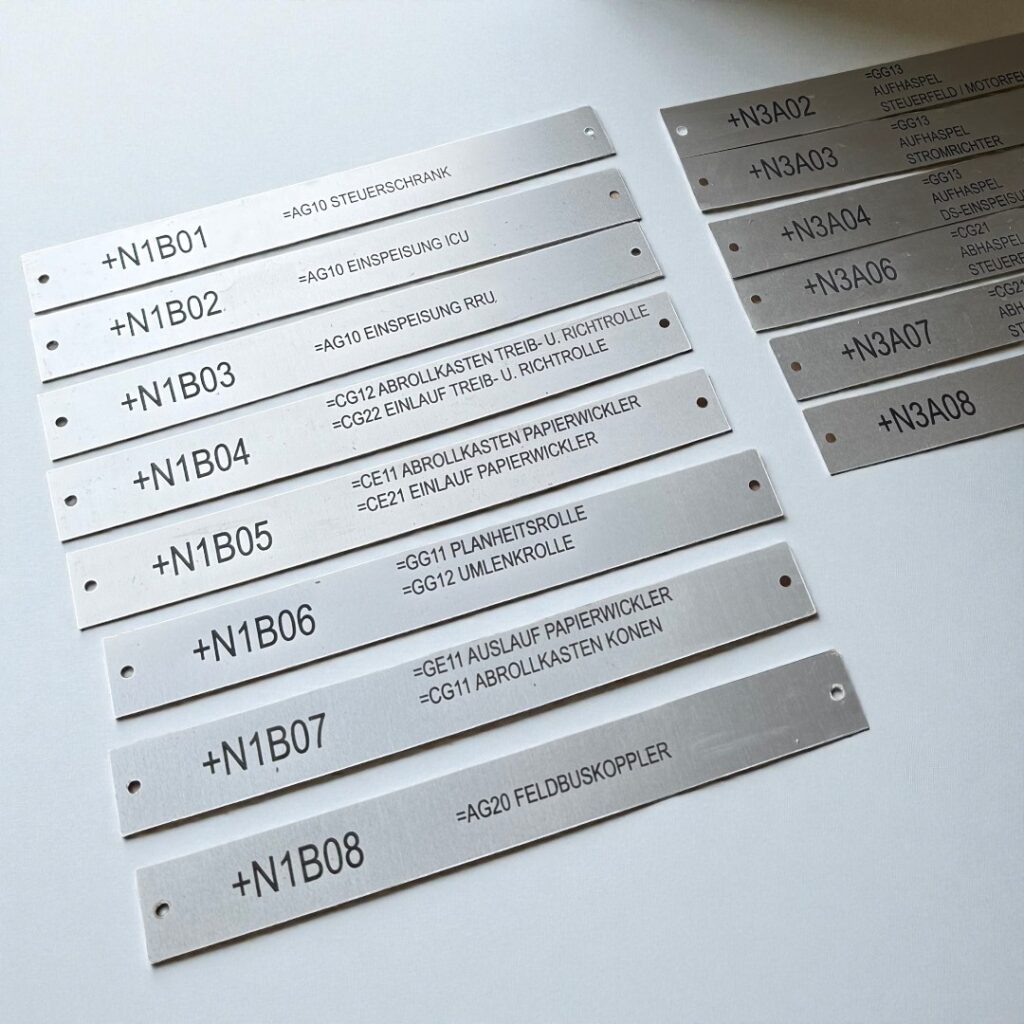 +N1B01
=AG10 STEUERSCHRANK
+N1B02
=AG10 EINSPEISUNG ICU
+N1B03
=AG10 EINSPEISUNG RRU
+N1B04
=CG12 ABROLLKASTEN TREIB- U. RICHTROLLE
=CG22 EINLAUF TREIB- U. RICHTROLLE
+N1B05
=CE11 ABROLLKASTEN PAPIERWICKLER
=CE21 EINLAUF PAPIERWICKLER
+N1B06
=GG11 PLANHEITSROLLE
=GG12 UMLENKROLLE
+N1B07
=GE11 AUSLAUF PAPIERWICKLER
=CG11 ABROLLKASTEN KONEN
+N1B08
=AG20 FELDBUSKOPPLER
+N3A02
=GG13
AUFHASPEL
STEUERFELD /
+N3A03
=GG13
AUFHASPEL
STROMRICHTER
+N3A04
=GG13
AUFHASPEL
+N3A06
=CG21
+N3A07
+N3A08